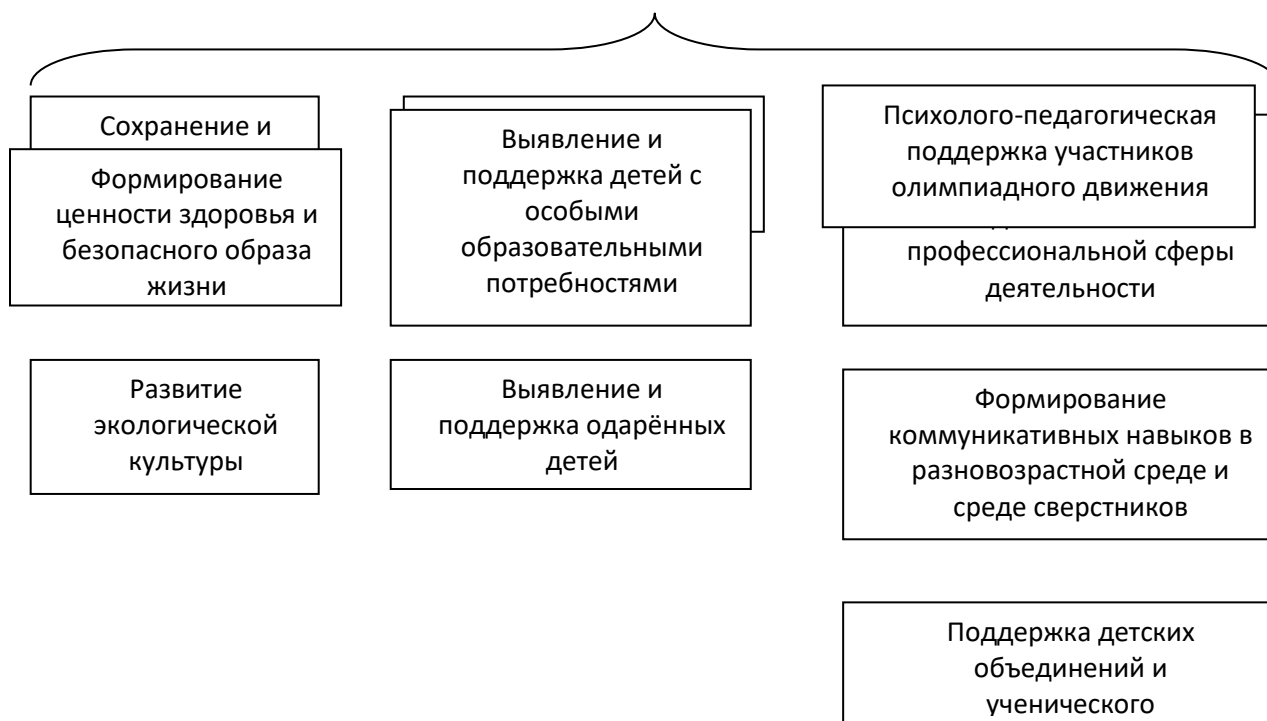 Сохранение и
Формирование
ценности здоровья и
безопасного образа
жизни
Развитие
экологической
культуры
Выявление и
поддержка детей с
особыми
образовательными
потребностями
Выявление и
поддержка одарённых
детей
Психолого-педагогическая
поддержка участников
олимпиадного движения
профессиональной сферы
деятельности
Формирование
коммуникативных навыков в
разновозрастной среде и
среде сверстников
Поддержка детских
объединений и
ученического